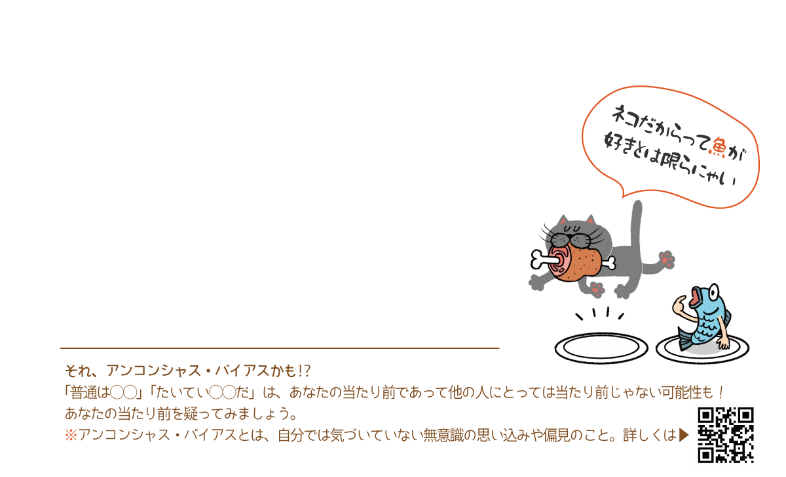 ネコだからって魚が
好きとは限らにゃい
それ、アンコンシャス・バイアスかも!?
「普通は◯◯」「たいてい◯◯だ」は、あなたの当たり前であって他の人にとっては当たり前じゃない可能性も！
あなたの当たり前を疑ってみましょう。
※アンコンシャス・バイアスとは、自分では気づいていない無意識の思い込みや偏見のこと。詳しくは▶